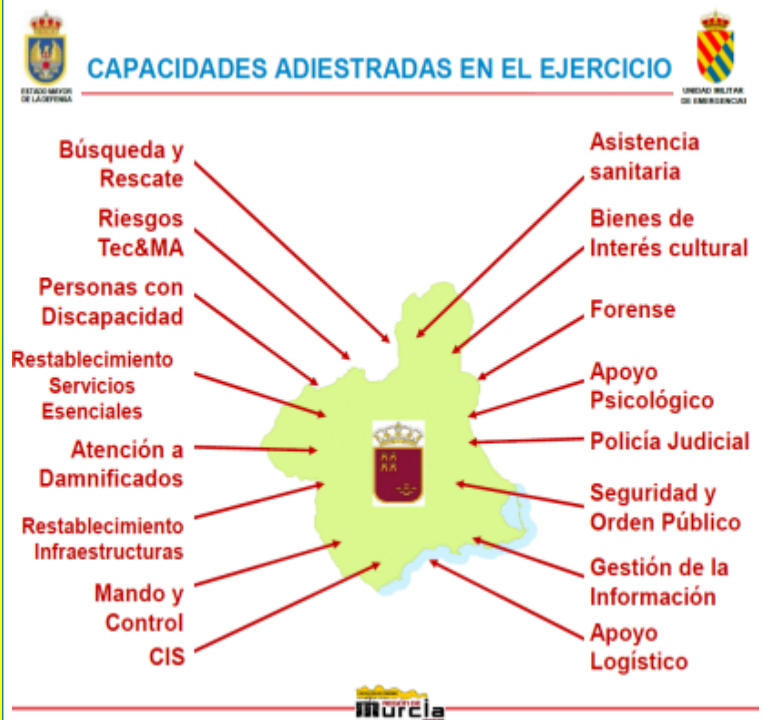 ESTADO MAYOR
DE LA DEFENSA
CAPACIDADES ADIESTRADAS EN EL EJERCICIO
UNIDAD MILITAR
DE EMERGENCIAS
Búsqueda y
Rescate
Riesgos
Tec&MA
Personas con
Discapacidad
Restablecimiento
Servicios
Esenciales
Atención a
Damnificados
Restablecimiento
Infraestructuras
Mando y
Control
CIS
Asistencia
sanitaria
Bienes de
Interés cultural
Forense
Apoyo
Psicológico
Policía Judicial
Seguridad y
Orden Público
Gestión de la
Información
Apoyo
Logístico
REGIÓN DE
Murcia